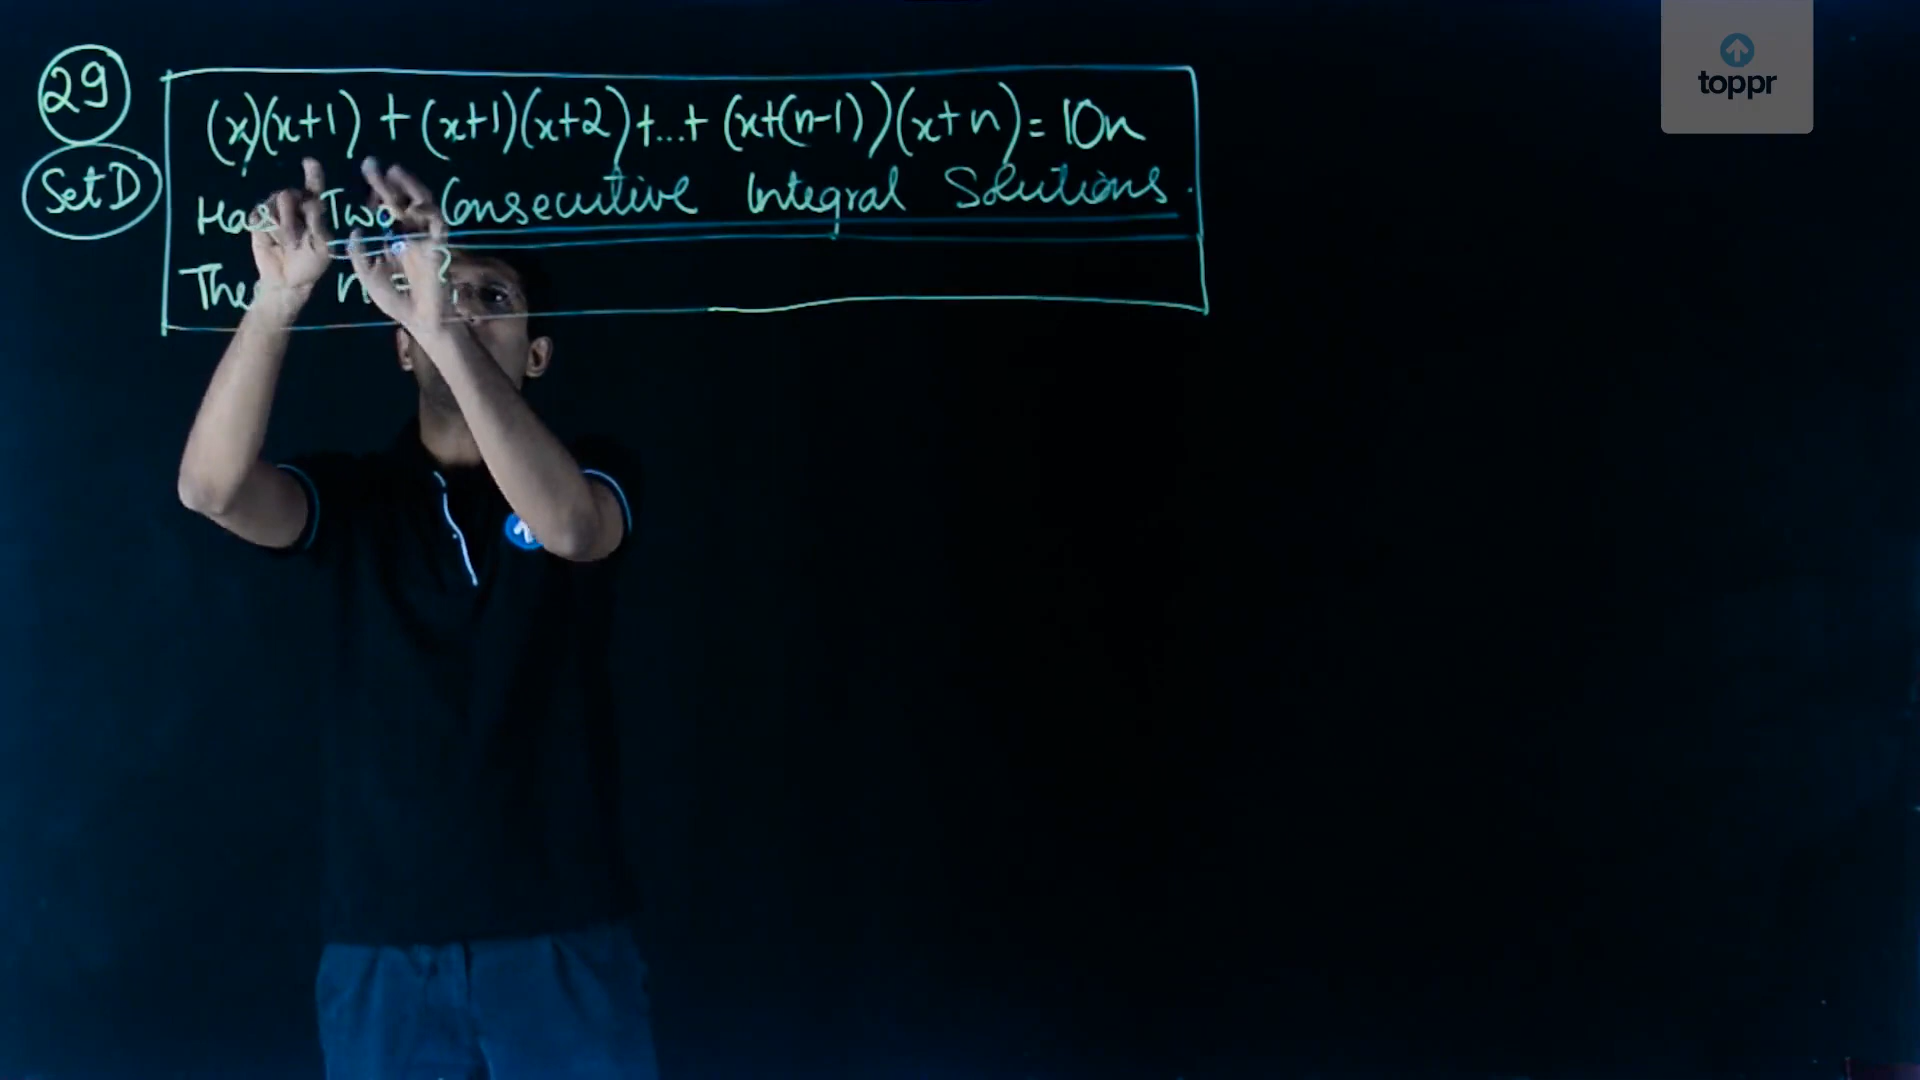 29
Set D
(x)(x+1) + (x+1)(x+2)+...+ (x+(n-1))(x+n) = 10n
Has Two Consecutive Integral Solutions.
n = ?
toppr